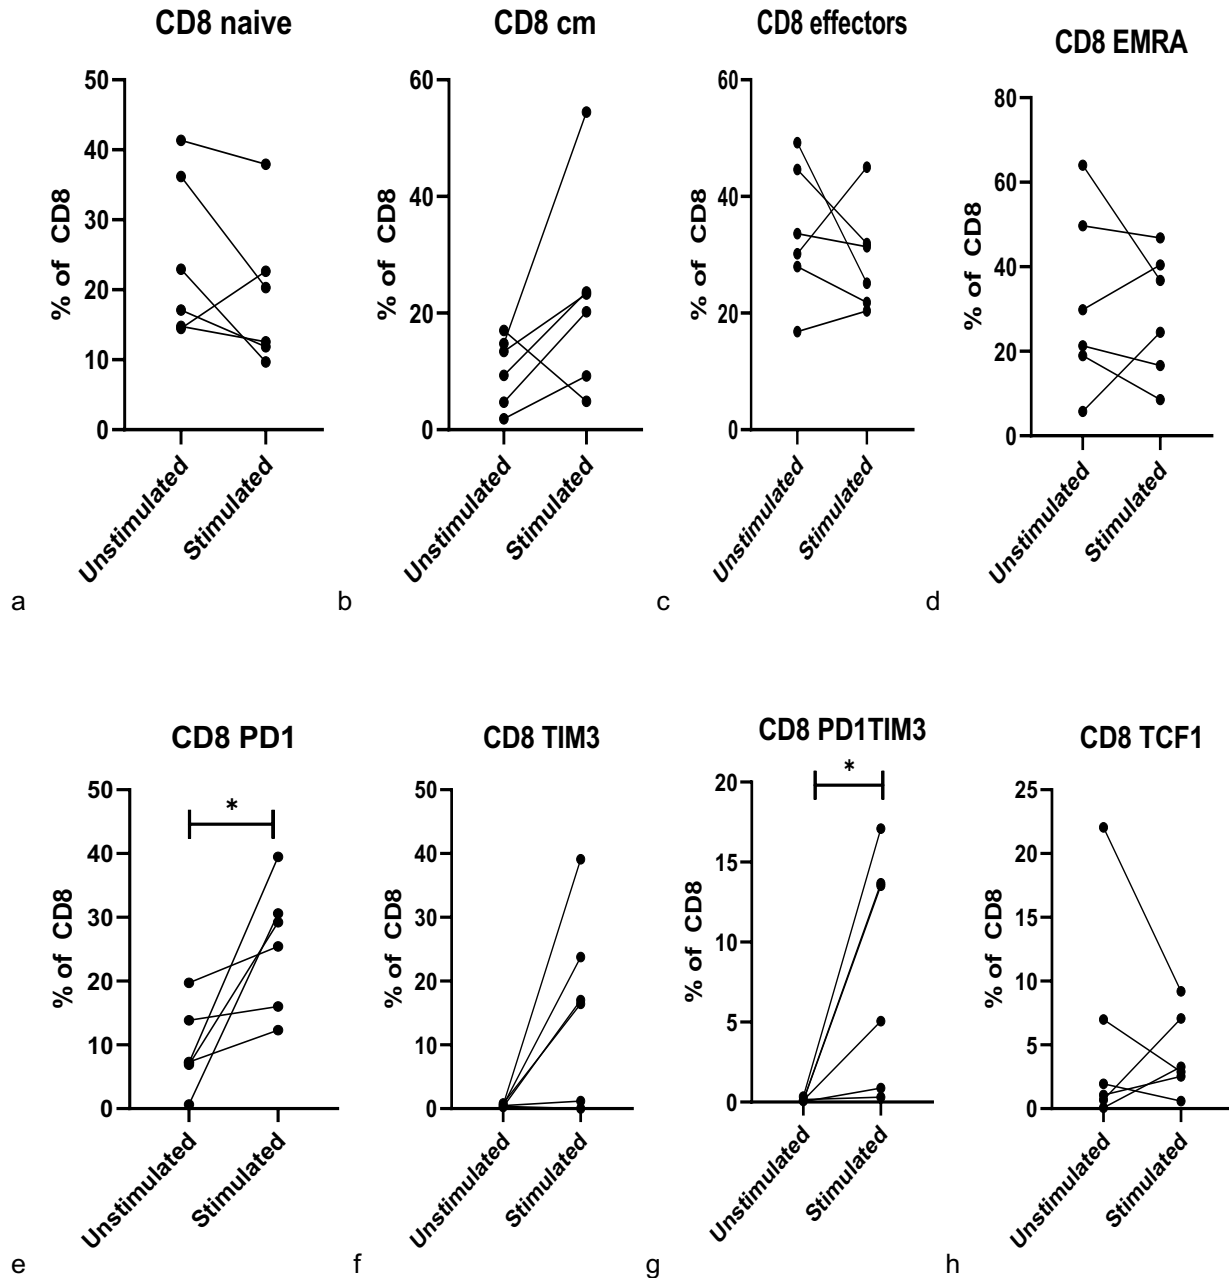 CD8 naive
50
40
30
20
10
0
% of CD8
Unstimulated
Stimulated
a
CD8 cm
60
40
20
0
% of CD8
Unstimulated
Stimulated
b
CD8 effectors
60
40
20
0
% of CD8
Unstimulated
Stimulated
c
CD8 EMRA
80
60
40
20
0
% of CD8
Unstimulated
Stimulated
d
CD8 PD1
50
40
30
20
10
0
*
% of CD8
Unstimulated
Stimulated
e
CD8 TIM3
50
40
30
20
10
0
% of CD8
Unstimulated
Stimulated
f
CD8 PD1TIM3
20
15
10
5
0
*
% of CD8
Unstimulated
Stimulated
g
CD8 TCF1
25
20
15
10
5
0
% of CD8
Unstimulated
Stimulated
h